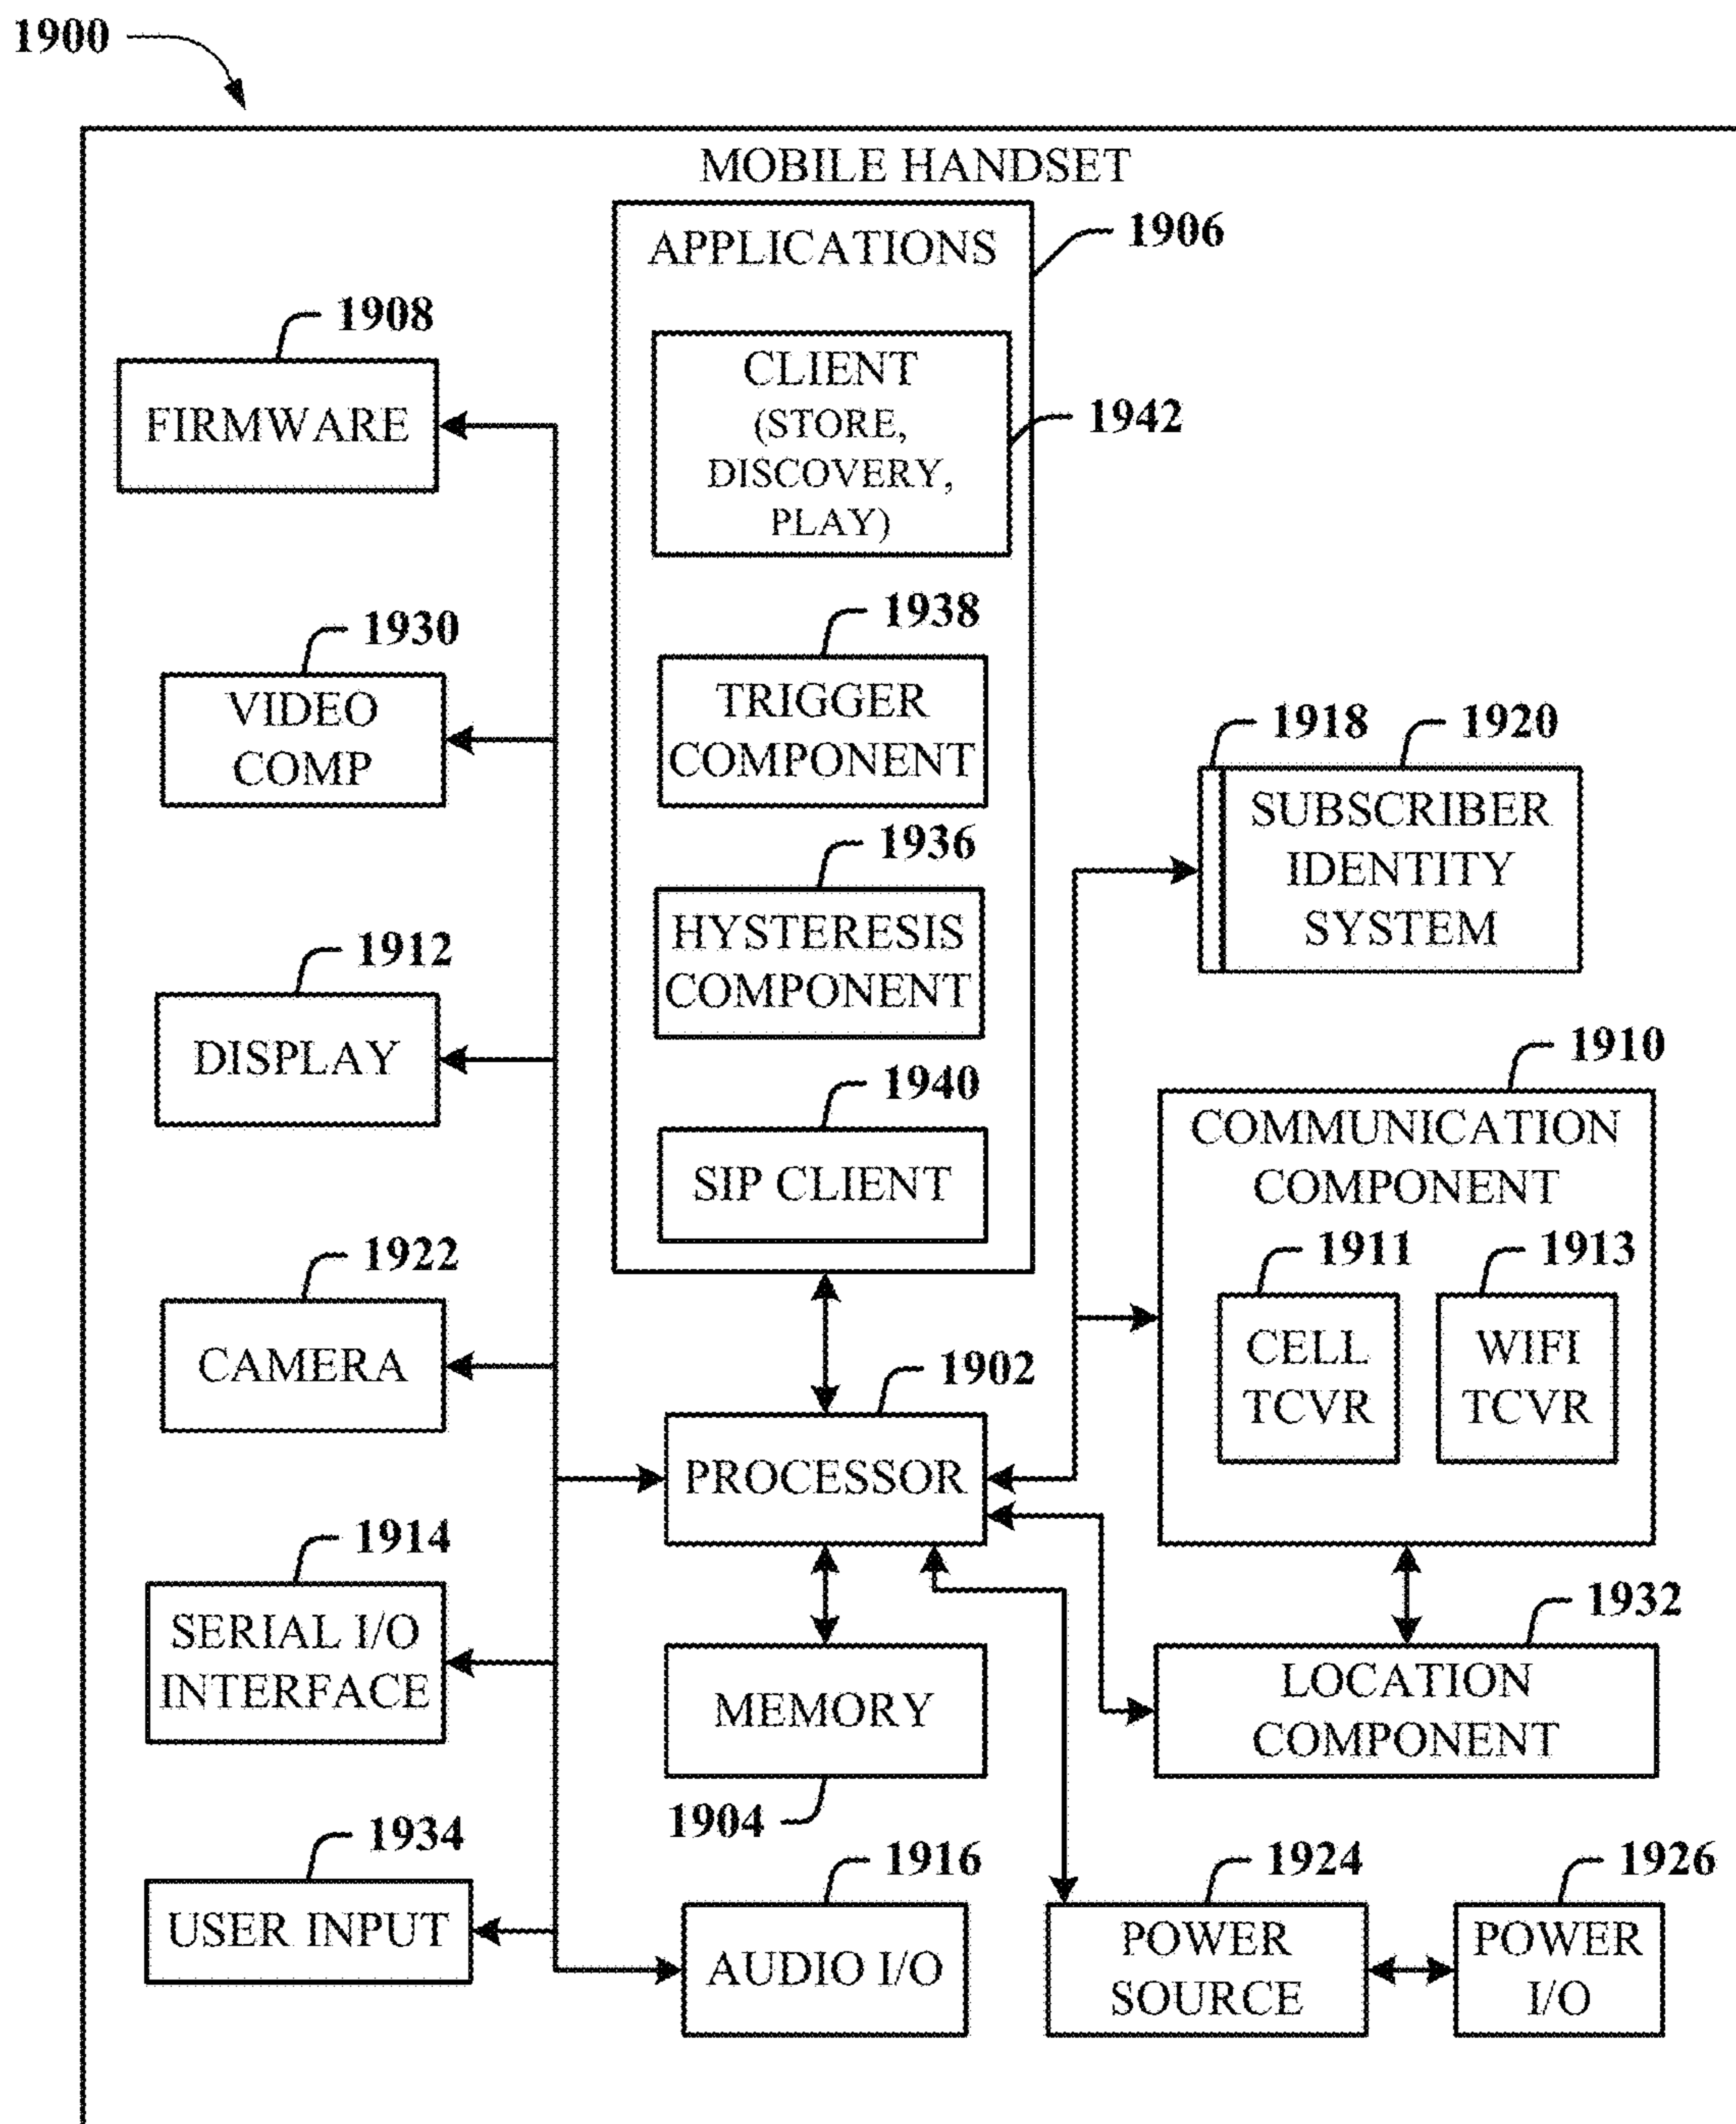 1900
MOBILE HANDSET
APPLICATIONS
1906
CLIENT
(STORE,
DISCOVERY,
PLAY)
1942
1908
FIRMWARE
1938
TRIGGER
COMPONENT
1930
VIDEO
COMP
1918
1920
SUBSCRIBER
IDENTITY
SYSTEM
1936
HYSTERESIS
COMPONENT
1912
DISPLAY
1940
SIP CLIENT
1910
COMMUNICATION
COMPONENT
1911
CELL
TCVR
1913
WIFI
TCVR
1922
CAMERA
1902
PROCESSOR
1914
SERIAL I/O
INTERFACE
MEMORY
1904
1932
LOCATION
COMPONENT
1934
USER INPUT
1916
AUDIO I/O
1924
POWER
SOURCE
1926
POWER
I/O